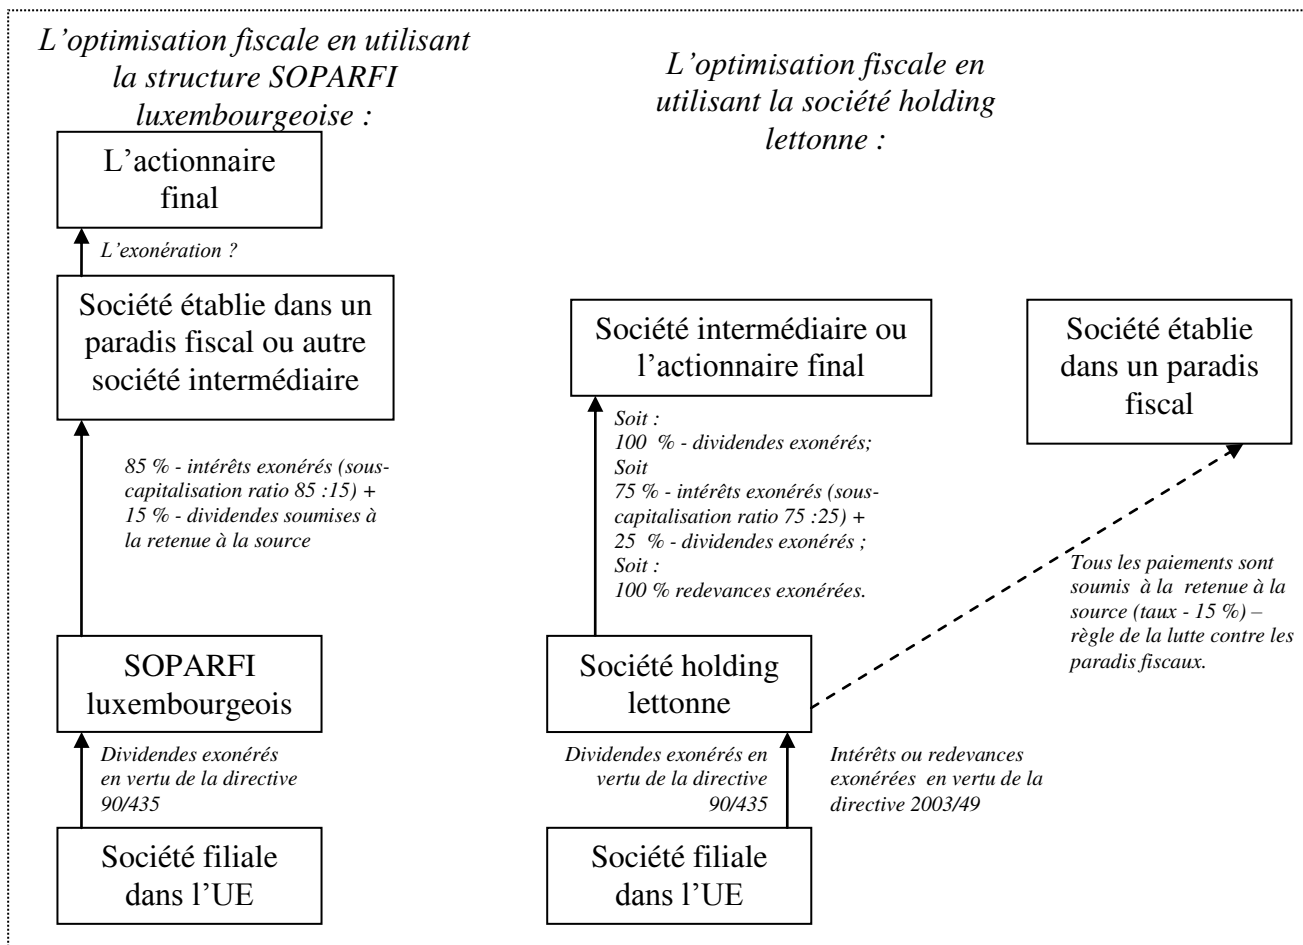 L’optimisation fiscale en utilisant
la structure SOPARFI
luxembourgeoise :
L’actionnaire
final
L’exonération ?
Société établie dans un
paradis fiscal ou autre
société intermédiaire
85 % - intérêts exonérés (sous-
capitalisation ratio 85 :15) +
15 % - dividendes soumises à
la retenue à la source
SOPARFI
luxembourgeois
Dividendes exonérés
en vertu de la directive
90/435
Société filiale
dans l’UE
L’optimisation fiscale en
utilisant la société holding
lettonne :
Société intermédiaire ou
l’actionnaire final
Soit :
100 % - dividendes exonérés;
Soit
75 % - intérêts exonérés (sous-
capitalisation ratio 75 :25) +
25 % - dividendes exonérés ;
Soit :
100 % redevances exonérées.
Société holding
lettonne
Dividendes exonérés en
vertu de la directive
90/435
Intérêts ou redevances
exonérées en vertu de la
directive 2003/49
Société filiale
dans l’UE
Société établie
dans un paradis
fiscal
Tous les paiements sont
soumis à la retenue à la
source (taux - 15 %) –
règle de la lutte contre les
paradis fiscaux.